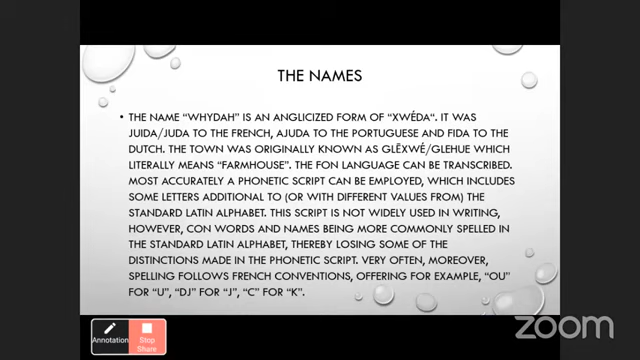 THE NAMES
• THE NAME "WHYDAH" IS AN ANGLICIZED FORM OF "XWÉDA". IT WAS
JUIDA/JUDA TO THE FRENCH, AJUDA TO THE PORTUGUESE AND FIDA TO THE
DUTCH. THE TOWN WAS ORIGINALLY KNOWN AS GLĒXWÉ/GLEHUE WHICH
LITERALLY MEANS "FARMHOUSE". THE FON LANGUAGE CAN BE TRANSCRIBED.
MOST ACCURATELY A PHONETIC SCRIPT CAN BE EMPLOYED, WHICH INCLUDES
SOME LETTERS ADDITIONAL TO (OR WITH DIFFERENT VALUES FROM) THE
STANDARD LATIN ALPHABET. THIS SCRIPT IS NOT WIDELY USED IN WRITING,
HOWEVER, CON WORDS AND NAMES BEING MORE COMMONLY SPELLED IN
THE STANDARD LATIN ALPHABET, THEREBY LOSING SOME OF THE
DISTINCTIONS MADE IN THE PHONETIC SCRIPT. VERY OFTEN, MOREOVER,
SPELLING FOLLOWS FRENCH CONVENTIONS, OFFERING FOR EXAMPLE, "OU"
FOR "U", "DJ" FOR "J", "C" FOR "K".
Annotation
Stop
Share
zoom